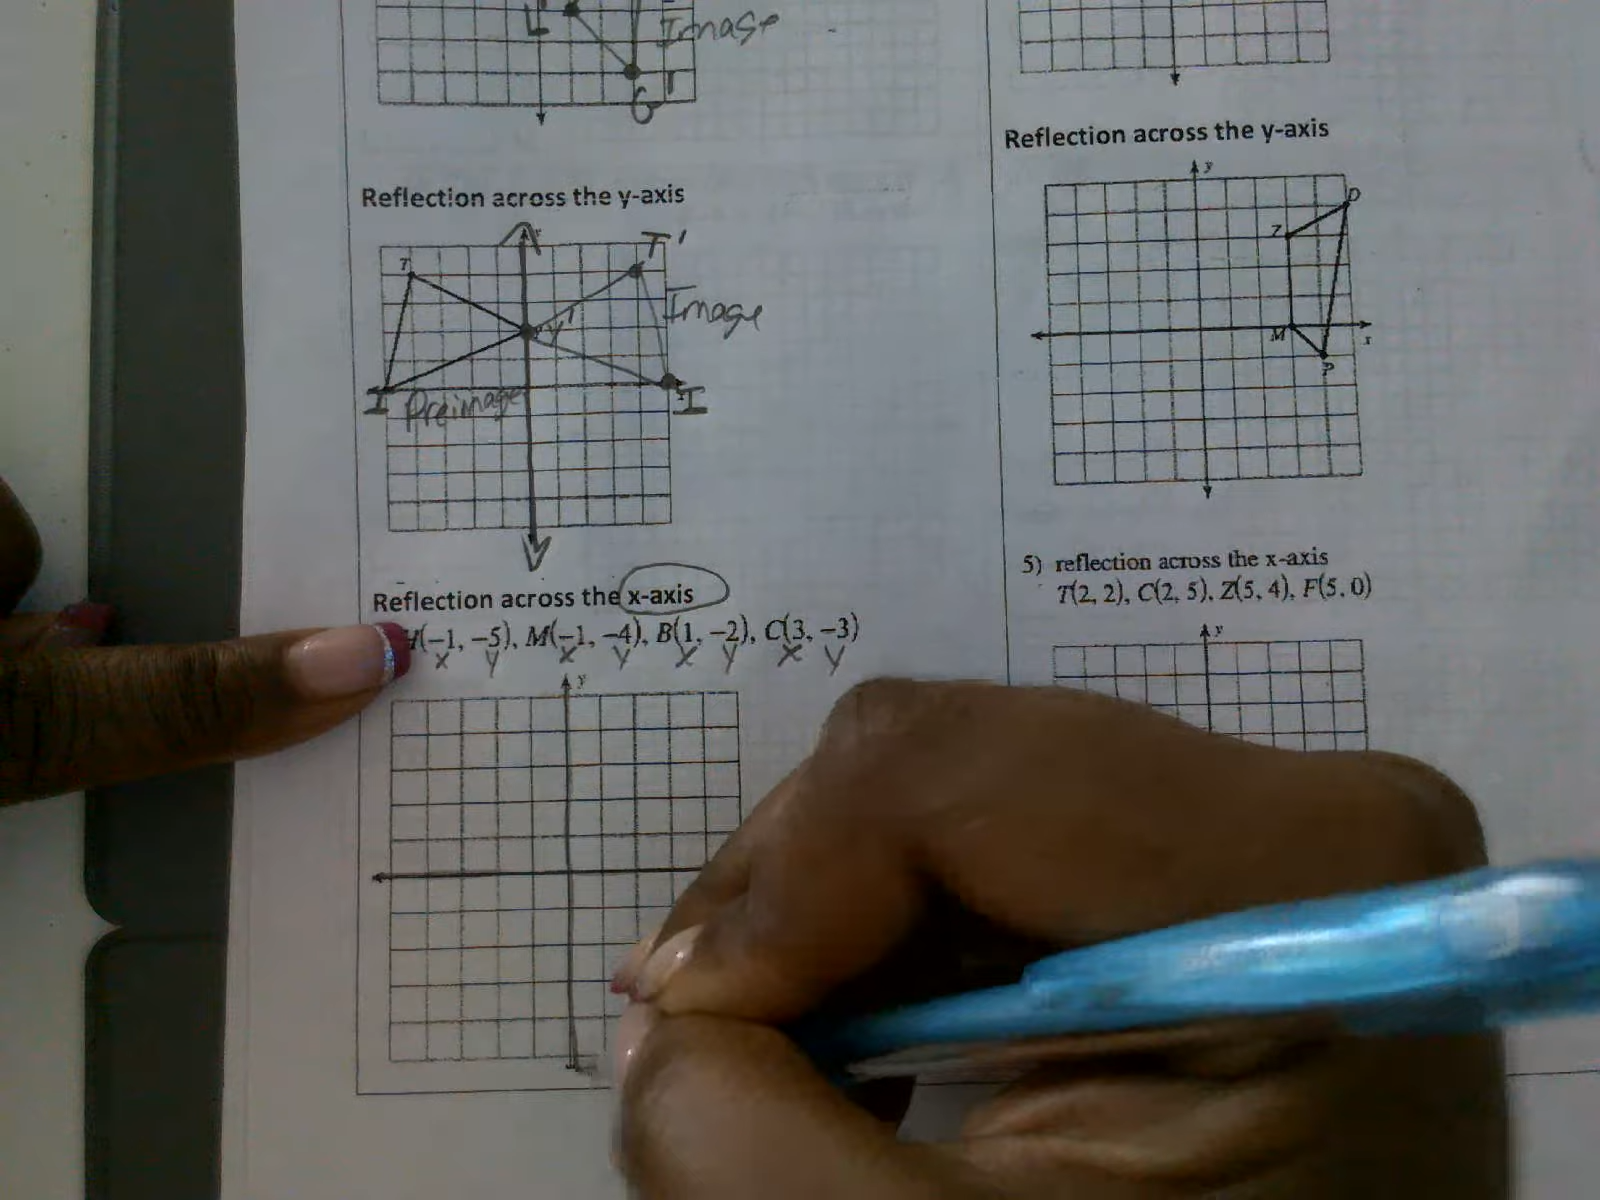 L'
Image
G'
Reflection across the y-axis
T
T'
Y'
Image
I
Preimage
I
Reflection across the x-axis
(-1, -5), M(-1, -4), B(1, -2), C(3, -3)
x y x y x y x y
y
Reflection across the y-axis
y
D
Z
M
x
P
5) reflection across the x-axis
T(2, 2), C(2, 5), Z(5, 4), F(5, 0)
y